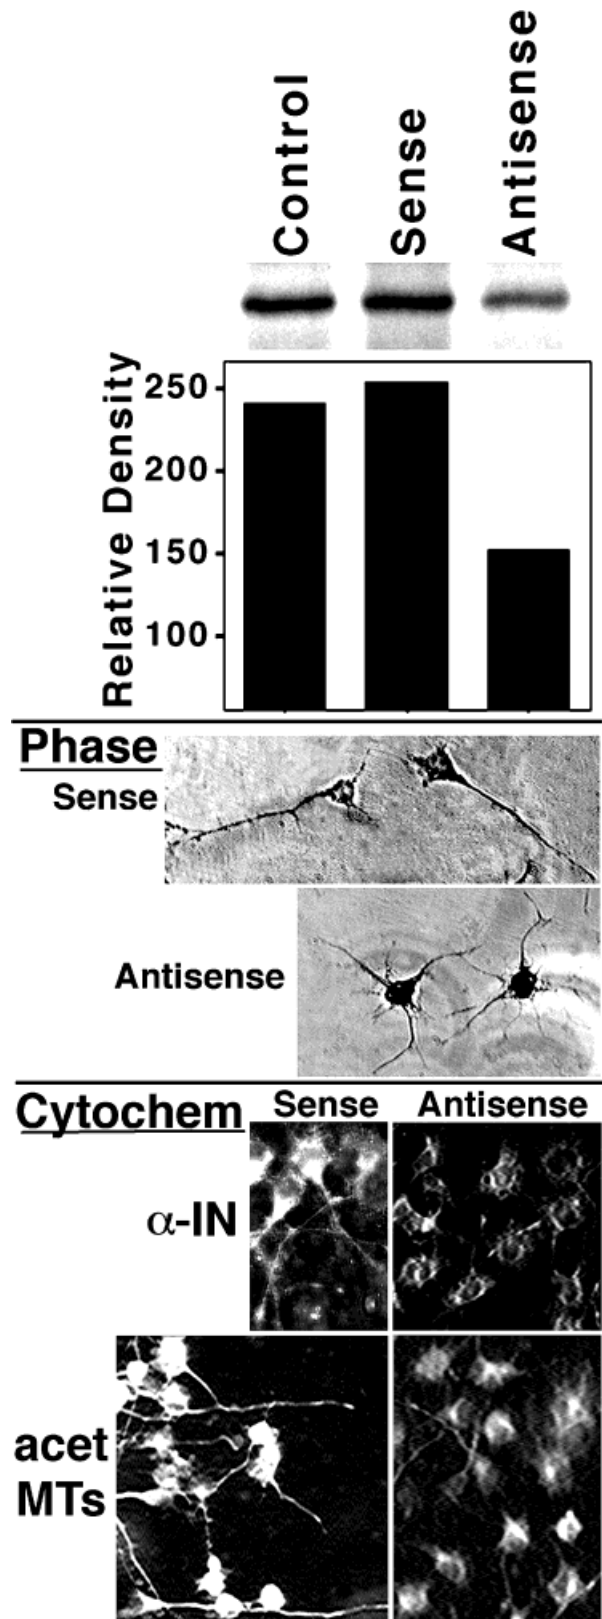 Control
Sense
Antisense
Relative Density
250
200
150
100
Phase
Sense
Antisense
Cytochem
Sense
Antisense
α-IN
acet
MTs